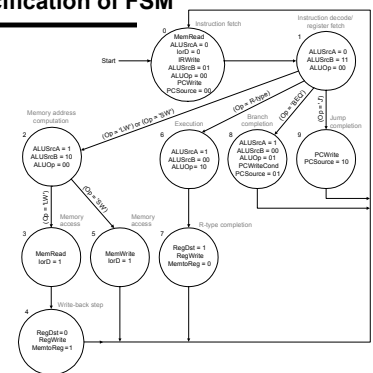 cification of FSM
Instruction fetch
0
MemRead
ALUSrcA = 0
IorD = 0
IRWrite
ALUSrcB = 01
ALUOp = 00
PCWrite
PCSource = 00
Start
Instruction decode/
register fetch
1
ALUSrcA = 0
ALUSrcB = 11
ALUOp = 00
(Op = 'LW') or (Op = 'SW')
(Op = R-type)
(Op = 'BEQ')
(Op = 'J')
Memory address
computation
2
ALUSrcA = 1
ALUSrcB = 10
ALUOp = 00
Execution
6
ALUSrcA = 1
ALUSrcB = 00
ALUOp = 10
Branch
completion
8
ALUSrcA = 1
ALUSrcB = 00
ALUOp = 01
PCWriteCond
PCSource = 01
Jump
completion
9
PCWrite
PCSource = 10
(Op = 'LW')
(Op = 'SW')
Memory
access
3
MemRead
IorD = 1
Memory
access
5
MemWrite
IorD = 1
R-type completion
7
RegDst = 1
RegWrite
MemtoReg = 0
Write-back step
4
RegDst=0
RegWrite
MemtoReg=1